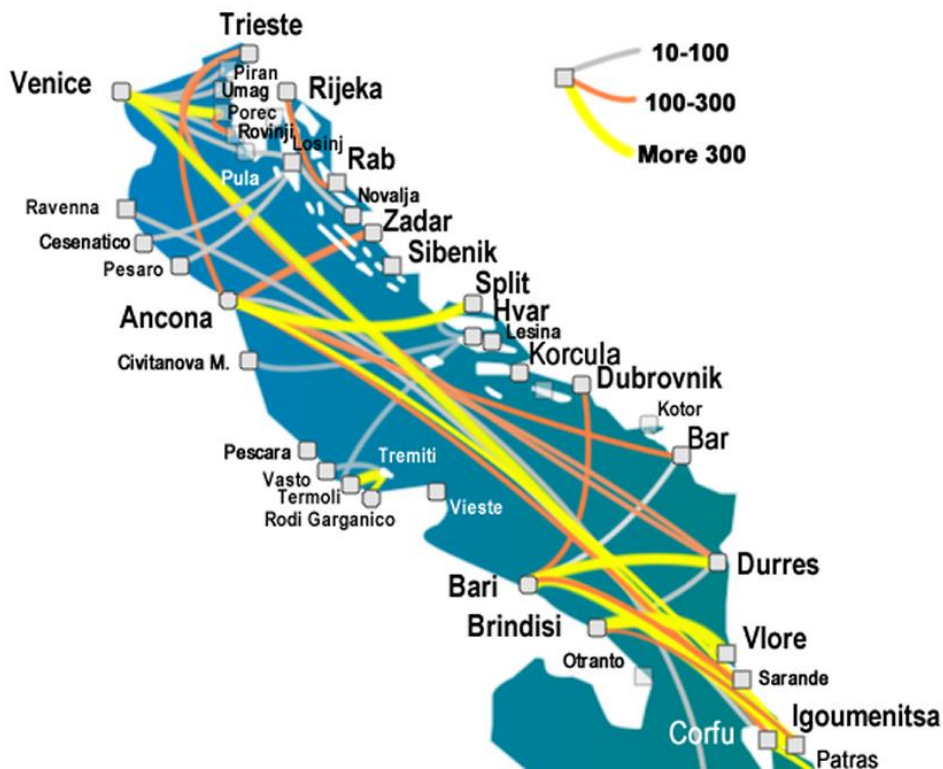 Trieste
Venice
Piran
Umag
Porec
Rovinji
Rijeka
Losinj
Pula
Rab
Novalja
Zadar
Sibenik
Ravenna
Cesenatico
Pesaro
Ancona
Civitanova M.
Split
Hvar
Lesina
Korcula
Dubrovnik
Kotor
Bar
Pescara
Vasto
Termoli
Rodi Garganico
Tremiti
Vieste
Bari
Brindisi
Otranto
Durres
Vlore
Sarande
Igoumenitsa
Corfu
Patras
10-100
100-300
More 300